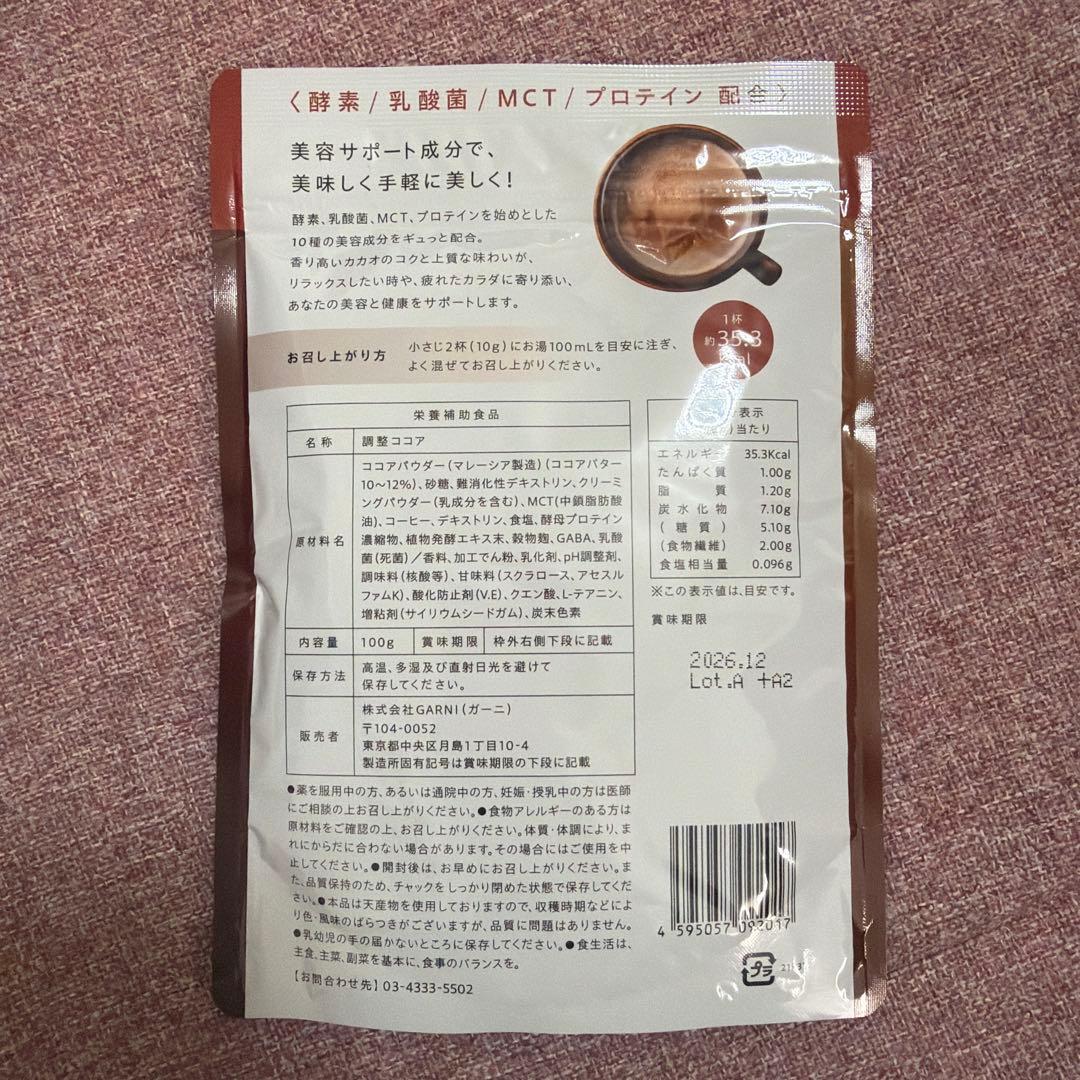 〈酵素/乳酸菌/MCT/プロテイン 配合〉
美容サポート成分で、
美味しく手軽に美しく!
酵素、乳酸菌、MCT、プロテインを始めとした
10種の美容成分をギュっと配合。
香り高いカカオのコクと上質な味わいが、
リラックスしたい時や、疲れたカラダに寄り添い、
あなたの美容と健康をサポートします。
1杯
約35.3
お召し上がり方
小さじ2杯(10g)にお湯100mLを目安に注ぎ、
よく混ぜてお召し上がりください。
栄養補助食品
名称 調整ココア
原材料名
ココアパウダー(マレーシア製造)(ココアバター
10〜12%)、砂糖、難消化性デキストリン、クリーミ
ングパウダー(乳成分を含む)、MCT(中鎖脂肪酸
油)、コーヒー、デキストリン、食塩、酵母プロテイン
濃縮物、植物発酵エキス末、穀物麹、GABA、乳酸
菌(死菌)/香料、加工でん粉、乳化剤、pH調整剤、
調味料(核酸等)、甘味料(スクラロース、アセスル
ファムK)、酸化防止剤(V.E)、クエン酸、L-テアニン、
増粘剤(サイリウムシードガム)、炭末色素
内容量 100g 賞味期限 枠外右側下段に記載
保存方法
高温、多湿及び直射日光を避けて
保存してください。
販売者
株式会社GARNI(ガーニ)
〒104-0052
東京都中央区月島1丁目10-4
製造所固有記号は賞味期限の下段に記載
表示
当たり
エネルギー 35.3Kcal
たんぱく質 1.00g
脂質 1.20g
炭水化物 7.10g
(糖質) 5.10g
(食物繊維) 2.00g
食塩相当量 0.096g
※この表示値は、目安です。
賞味期限
2026.12
Lot.A +A2
●薬を服用中の方、あるいは通院中の方、妊娠・授乳中の方は医師
にご相談の上お召し上がりください。●食物アレルギーのある方は
原材料をご確認の上、お召し上がりください。体質・体調により、ま
れにからだに合わない場合があります。その場合にはご使用を中
止してください。●開封後は、お早めにお召し上がりください。ま
た、品質保持のため、チャックをしっかり閉めた状態で保存してくだ
さい。●本品は天産物を使用しておりますので、収穫時期などによ
り色・風味のばらつきがございますが、品質に問題はありません。
●乳幼児の手の届かないところに保存してください。●食生活は、
主食、主菜、副菜を基本に、食事のバランスを。
【お問合わせ先】03-4333-5502
4 595057 092017
プラ